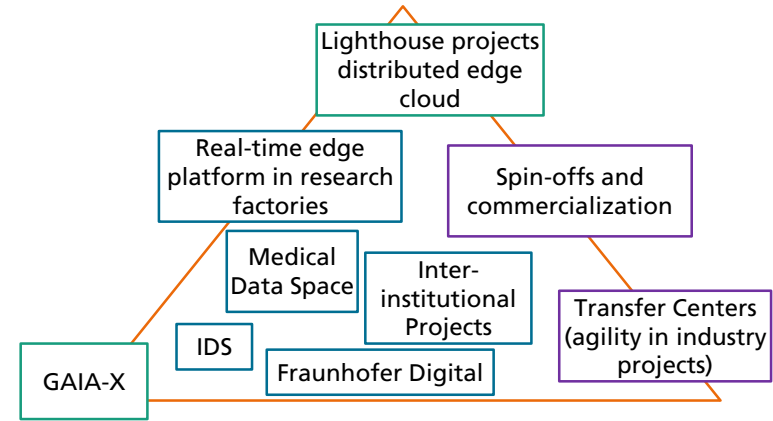 Lighthouse projects
distributed edge
cloud
Real-time edge
platform in research
factories
Spin-offs and
commercialization
Medical
Data Space
Inter-
institutional
Projects
Transfer Centers
(agility in industry
projects)
IDS
GAIA-X
Fraunhofer Digital